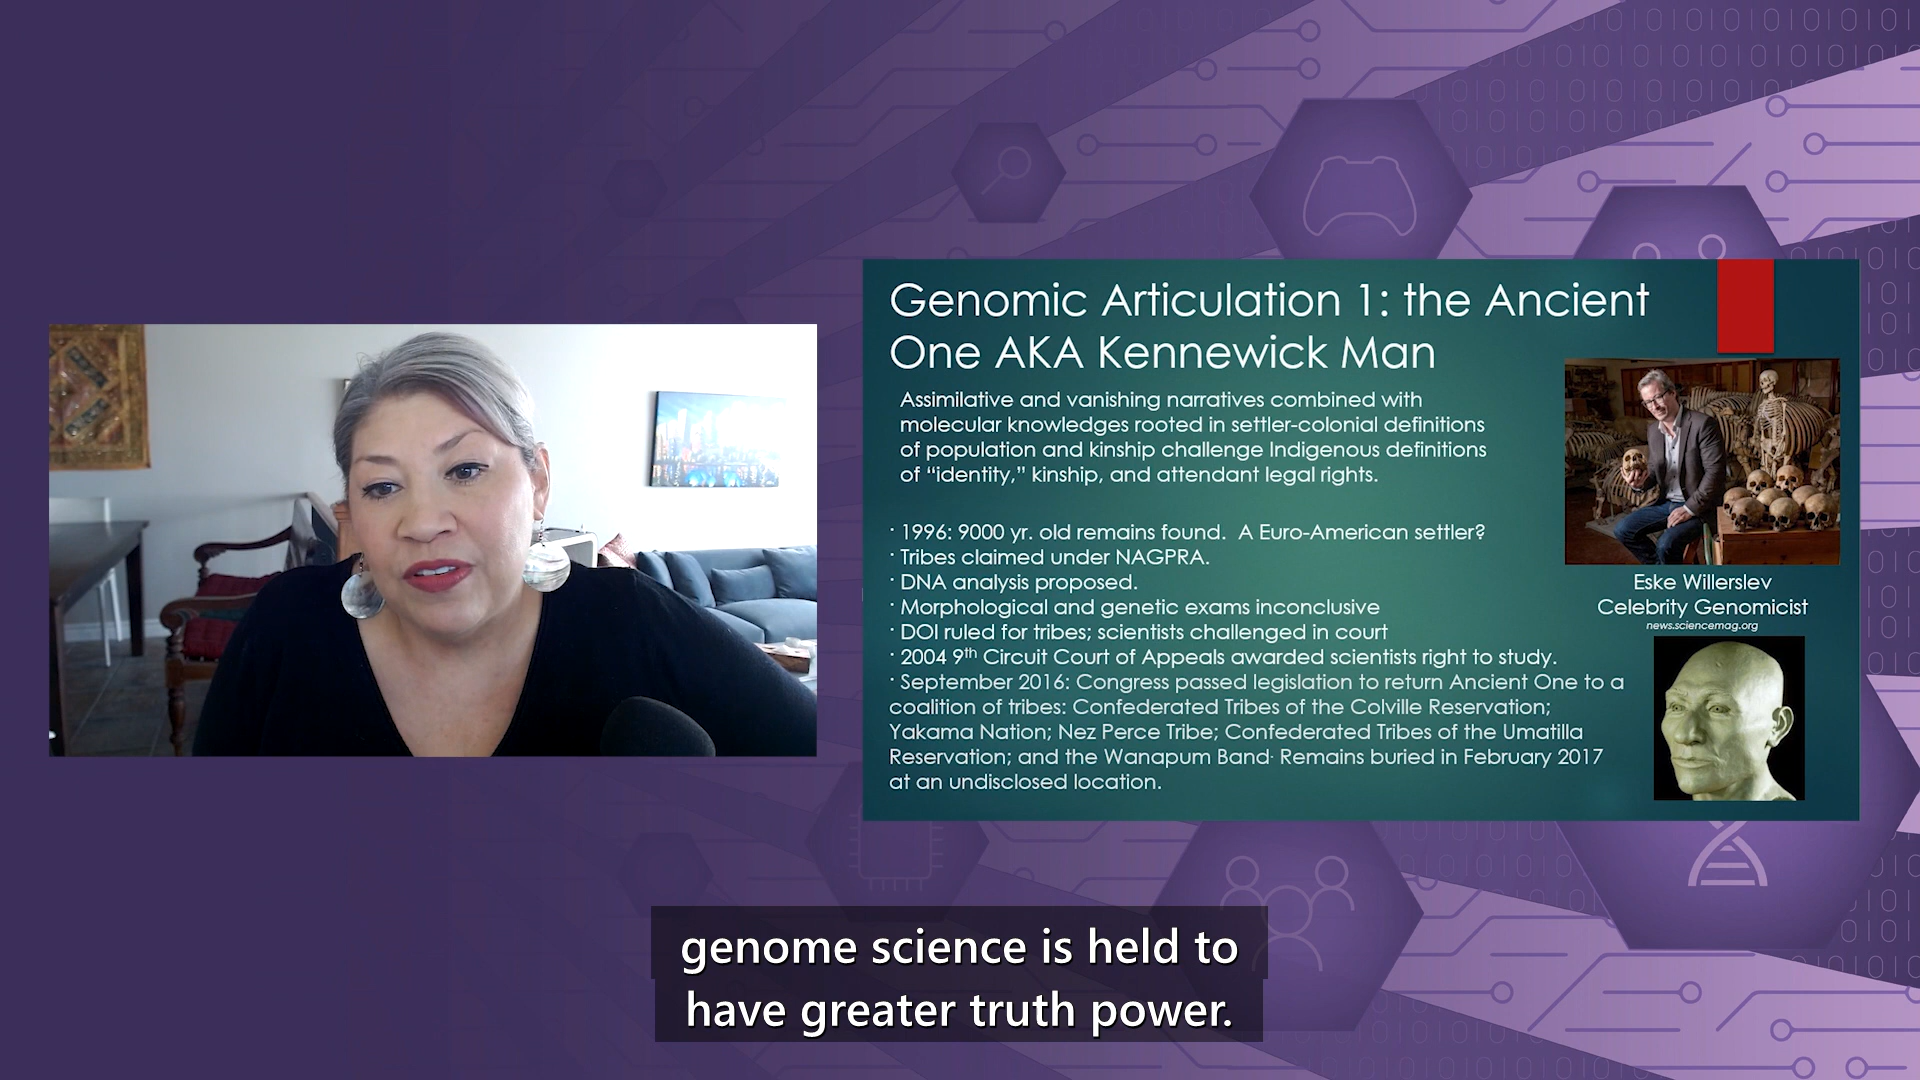 Genomic Articulation 1: the Ancient
One AKA Kennewick Man
Assimilative and vanishing narratives combined with
molecular knowledges rooted in settler-colonial definitions
of population and kinship challenge Indigenous definitions
of “identity,” kinship, and attendant legal rights.
· 1996: 9000 yr. old remains found.  A Euro-American settler?
· Tribes claimed under NAGPRA.
· DNA analysis proposed.
· Morphological and genetic exams inconclusive
· DOI ruled for tribes; scientists challenged in court
· 2004 9th Circuit Court of Appeals awarded scientists right to study.
· September 2016: Congress passed legislation to return Ancient One to a
coalition of tribes: Confederated Tribes of the Colville Reservation;
Yakama Nation; Nez Perce Tribe; Confederated Tribes of the Umatilla
Reservation; and the Wanapum Band· Remains buried in February 2017
at an undisclosed location.
Eske Willerslev
Celebrity Genomicist
news.sciencemag.org
genome science is held to
have greater truth power.